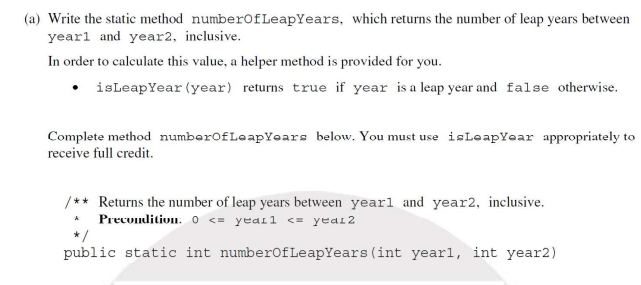 (a) Write the static method numberOfLeapYears, which returns the number of leap years between
year1 and year2, inclusive.
In order to calculate this value, a helper method is provided for you.
• isLeapYear(year) returns true if year is a leap year and false otherwise.
Complete method numberOfLeapYears below. You must use isLeapYear appropriately to
receive full credit.
/** Returns the number of leap years between year1 and year2, inclusive.
* Precondition: 0 <= year1 <= year2
*/
public static int numberOfLeapYears(int year1, int year2)